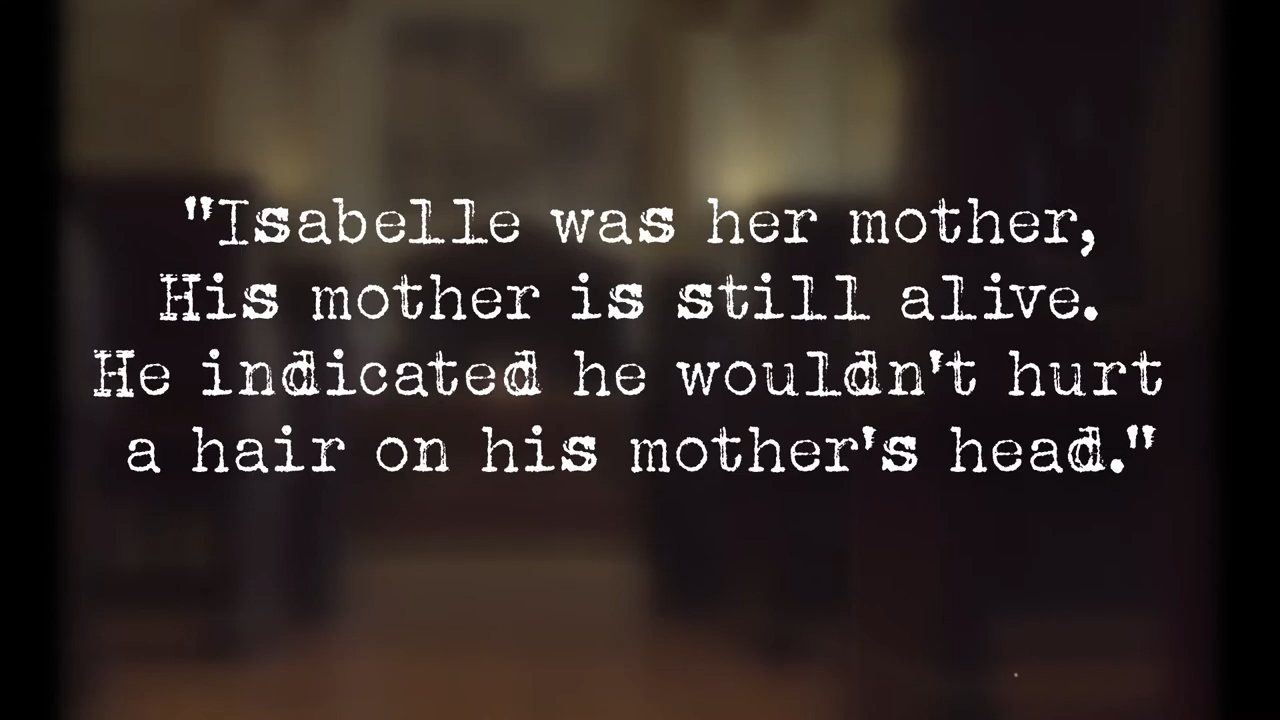 "Isabelle was her mother,
His mother is still alive.
He indicated he wouldn't hurt
a hair on his mother's head."